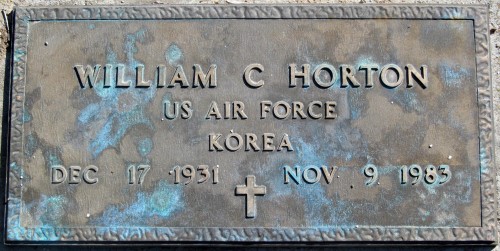 WILLIAM C HORTON
US AIR FORCE
KOREA
DEC 17 1931 NOV 9 1983